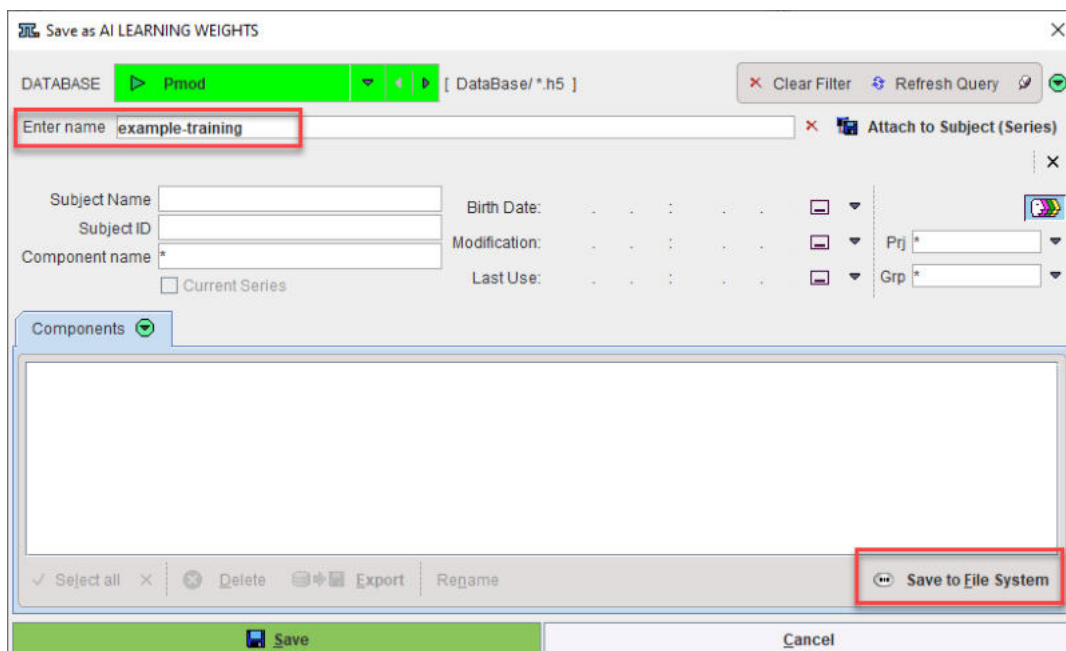 Save as AI LEARNING WEIGHTS
DATABASE Pmod [ DataBase/ *.h5 ] Clear Filter Refresh Query
Enter name example-training Attach to Subject (Series)
Subject Name Birth Date: . . : . .
Subject ID Modification: . . : . . Prj *
Component name * Last Use: . . : . . Grp *
Current Series
Components
Select all Delete Export Rename Save to File System
Save Cancel